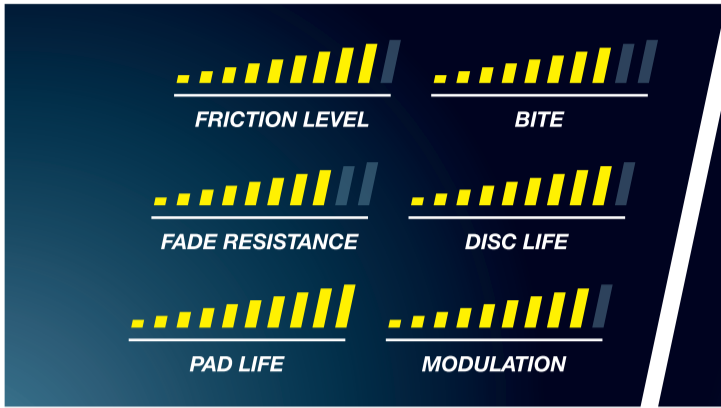 FRICTION LEVEL
BITE
FADE RESISTANCE
DISC LIFE
PAD LIFE
MODULATION